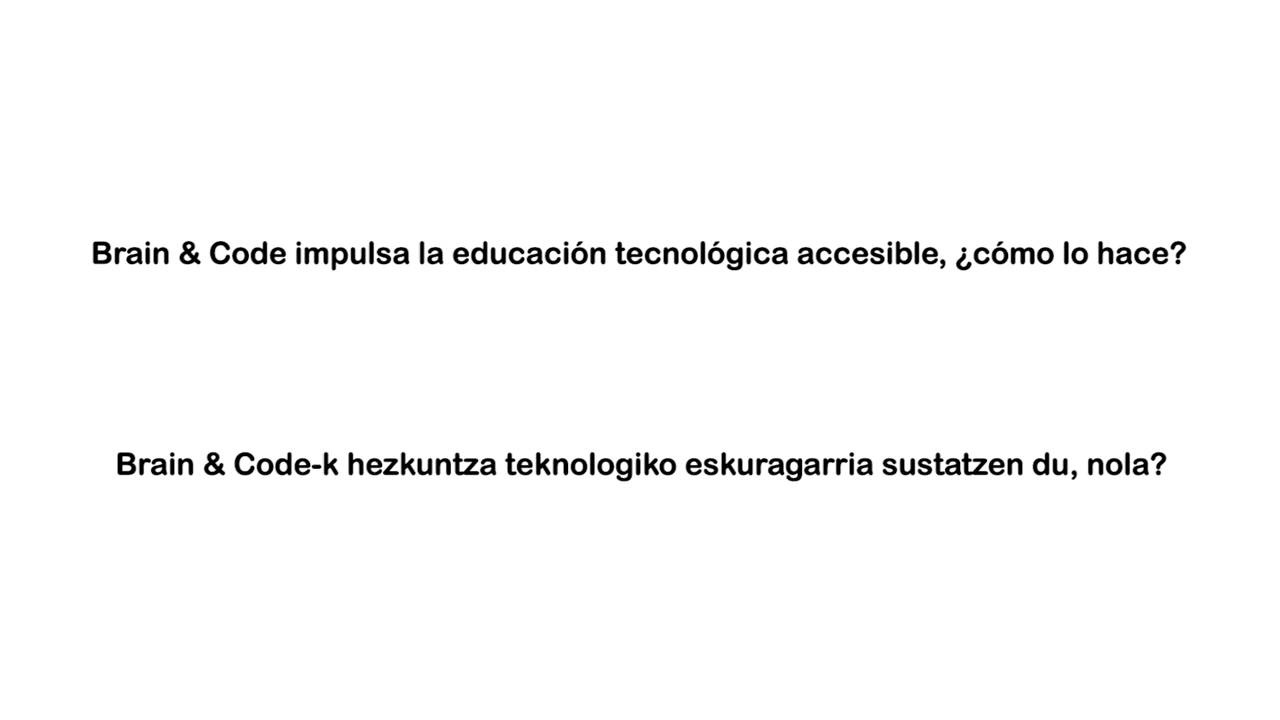 Brain & Code impulsa la educación tecnológica accesible, ¿cómo lo hace?
Brain & Code-k hezkuntza teknologiko eskuragarria sustatzen du, nola?